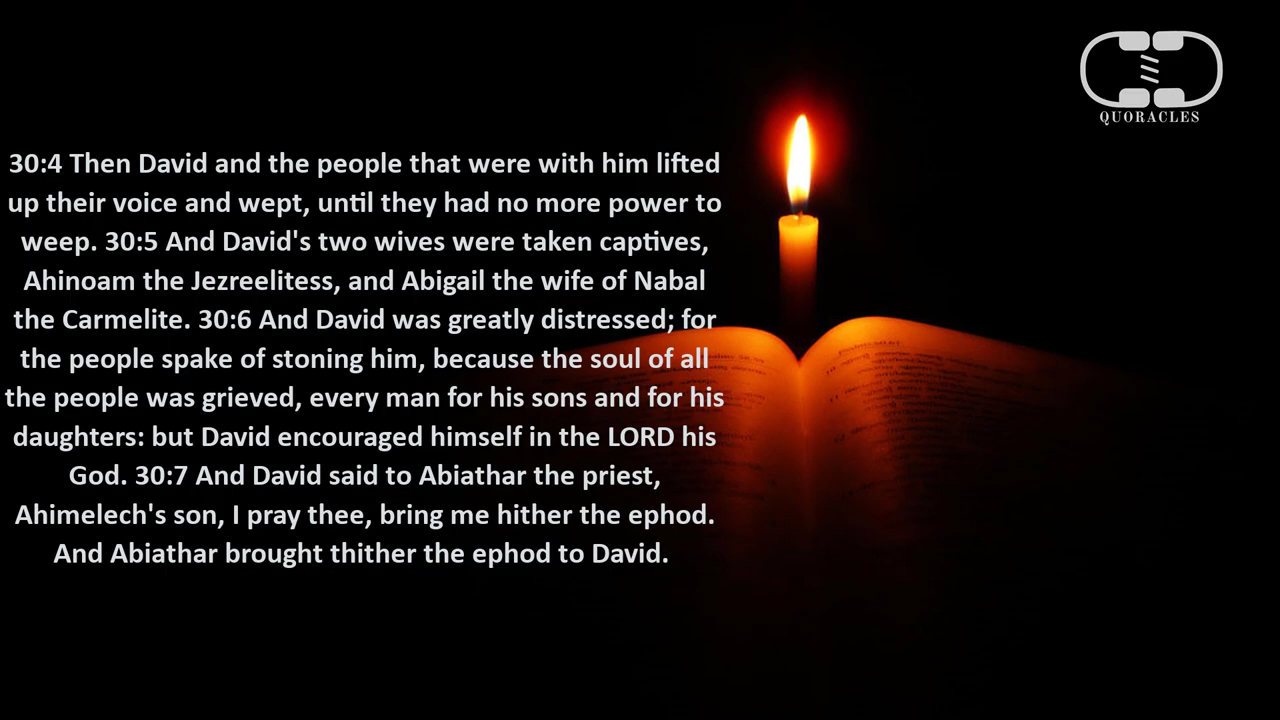 QUORACLES
30:4 Then David and the people that were with him lifted
up their voice and wept, until they had no more power to
weep. 30:5 And David's two wives were taken captives,
Ahinoam the Jezreelitess, and Abigail the wife of Nabal
the Carmelite. 30:6 And David was greatly distressed; for
the people spake of stoning him, because the soul of all
the people was grieved, every man for his sons and for his
daughters: but David encouraged himself in the LORD his
God. 30:7 And David said to Abiathar the priest,
Ahimelech's son, I pray thee, bring me hither the ephod.
And Abiathar brought thither the ephod to David.